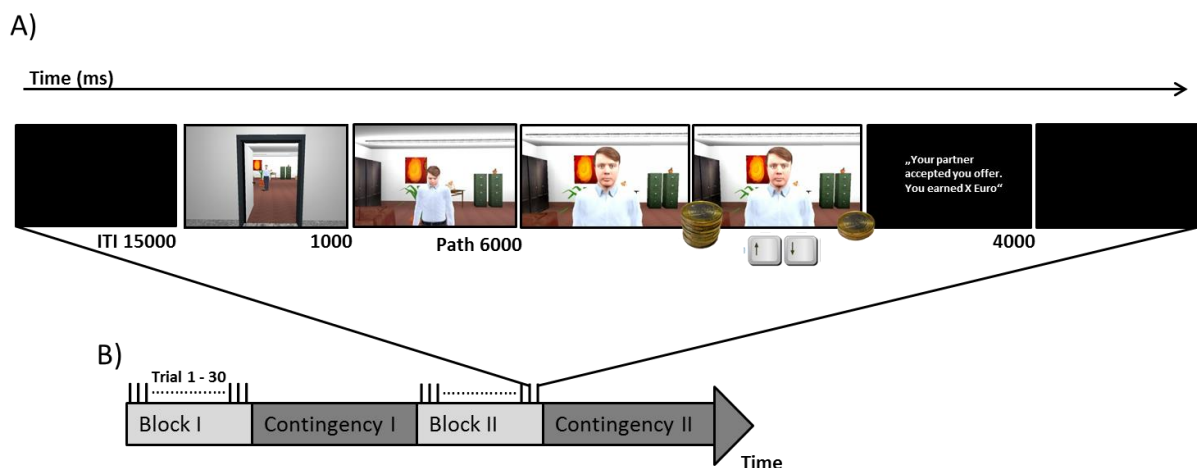 A)
Time (ms)
„Your partner
accepted you offer.
You earned X Euro“
ITI 15000
1000
Path 6000
↑ ↓
4000
B)
Trial 1 - 30
Block I
Contingency I
Block II
Contingency II
Time